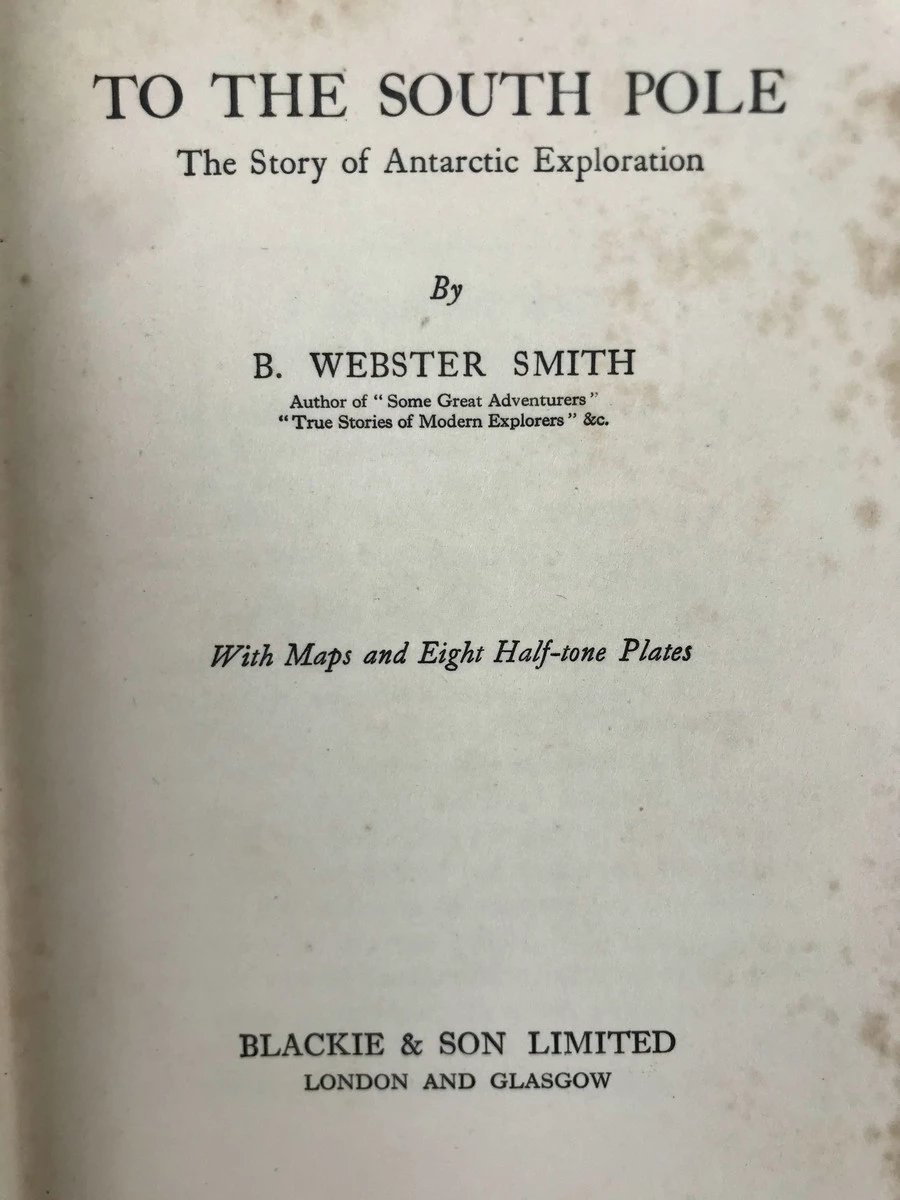 TO THE SOUTH POLE
The Story of Antarctic Exploration
By
B. WEBSTER SMITH
Author of “Some Great Adventurers”
“True Stories of Modern Explorers” &c.
With Maps and Eight Half-tone Plates
BLACKIE & SON LIMITED
LONDON AND GLASGOW